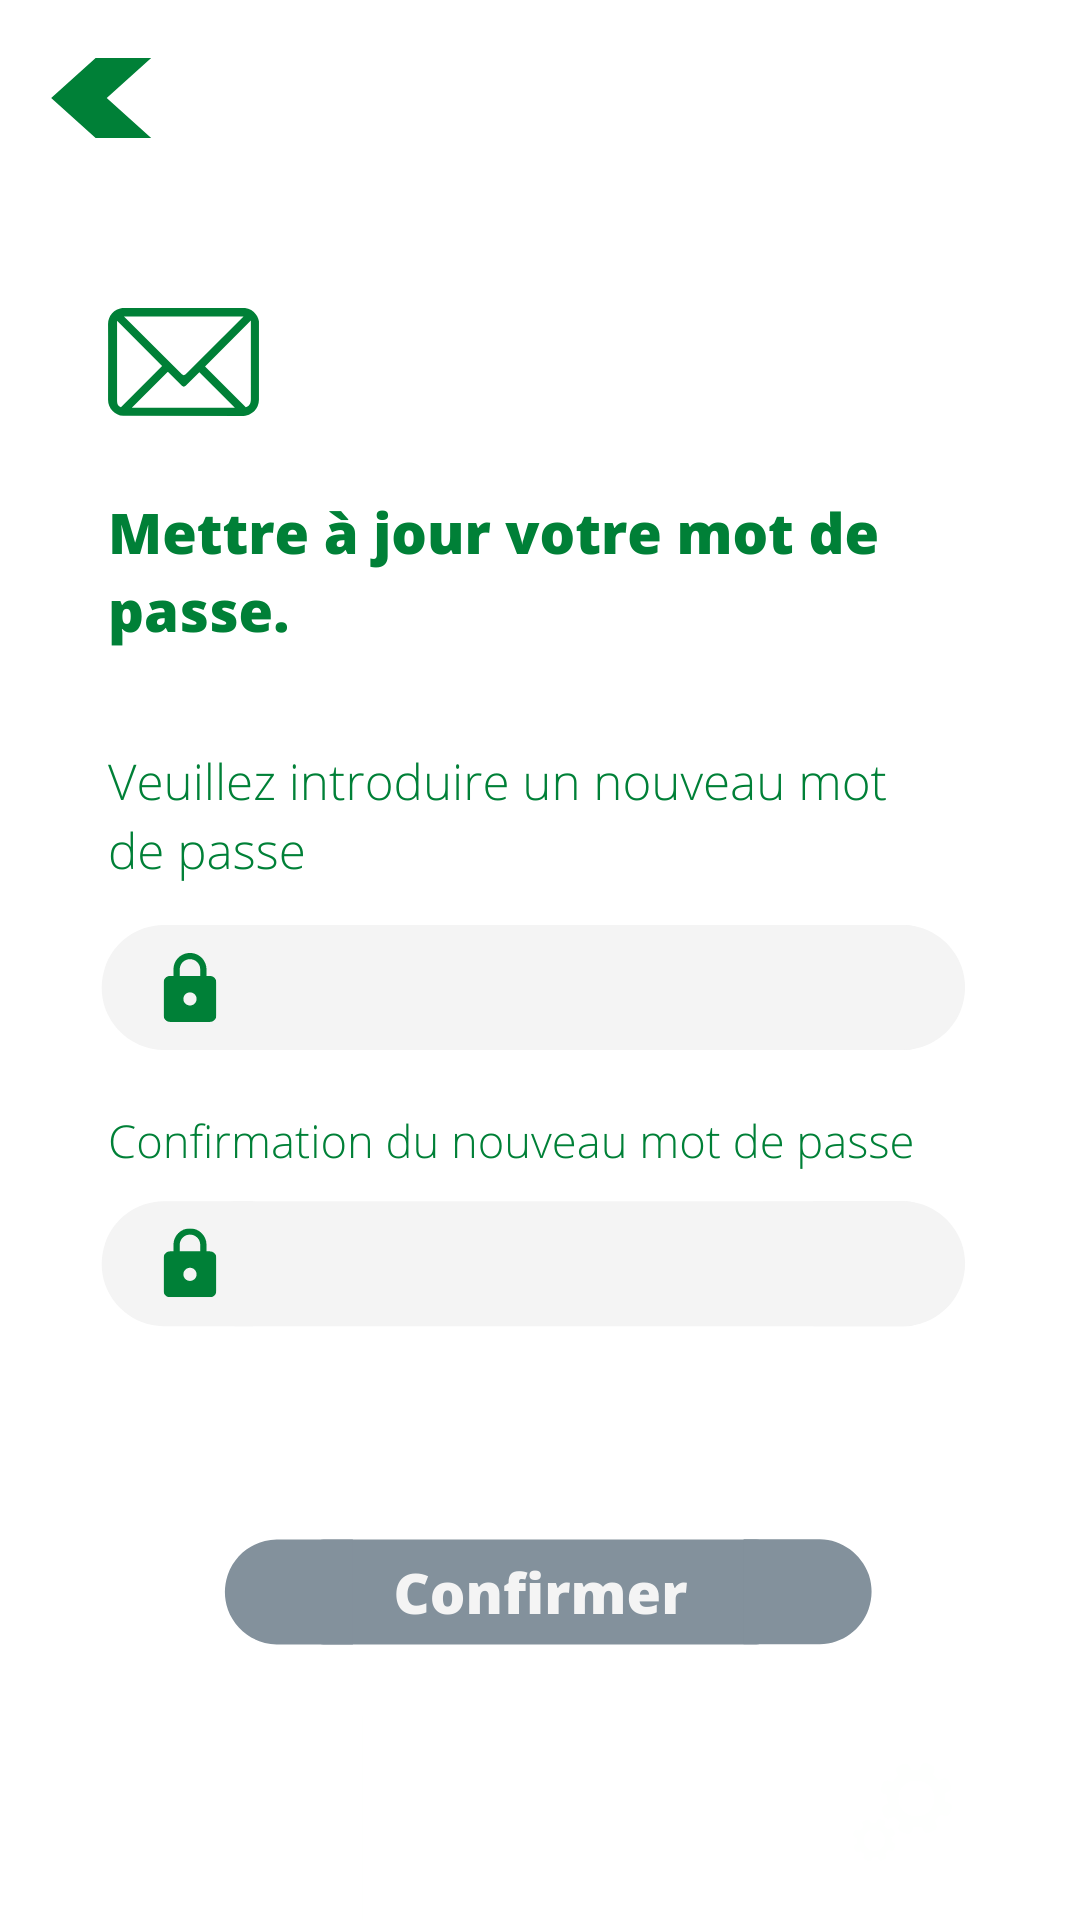 Mettre à jour votre mot de
passe.
Veuillez introduire un nouveau mot
de passe
Confirmation du nouveau mot de passe
Confirmer